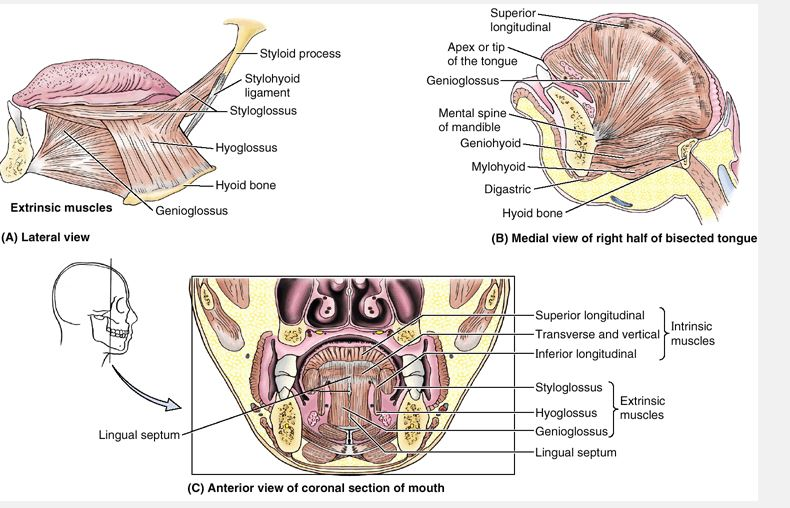 Styloid process
Stylohyoid
ligament
Styloglossus
Hyoglossus
Hyoid bone
Extrinsic muscles
Genioglossus
(A) Lateral view
Superior
longitudinal
Apex or tip
of the tongue
Genioglossus
Mental spine
of mandible
Geniohyoid
Mylohyoid
Digastric
Hyoid bone
(B) Medial view of right half of bisected tongue
Superior longitudinal
Transverse and vertical
Inferior longitudinal
Intrinsic
muscles
Styloglossus
Hyoglossus
Genioglossus
Extrinsic
muscles
Lingual septum
Lingual septum
(C) Anterior view of coronal section of mouth